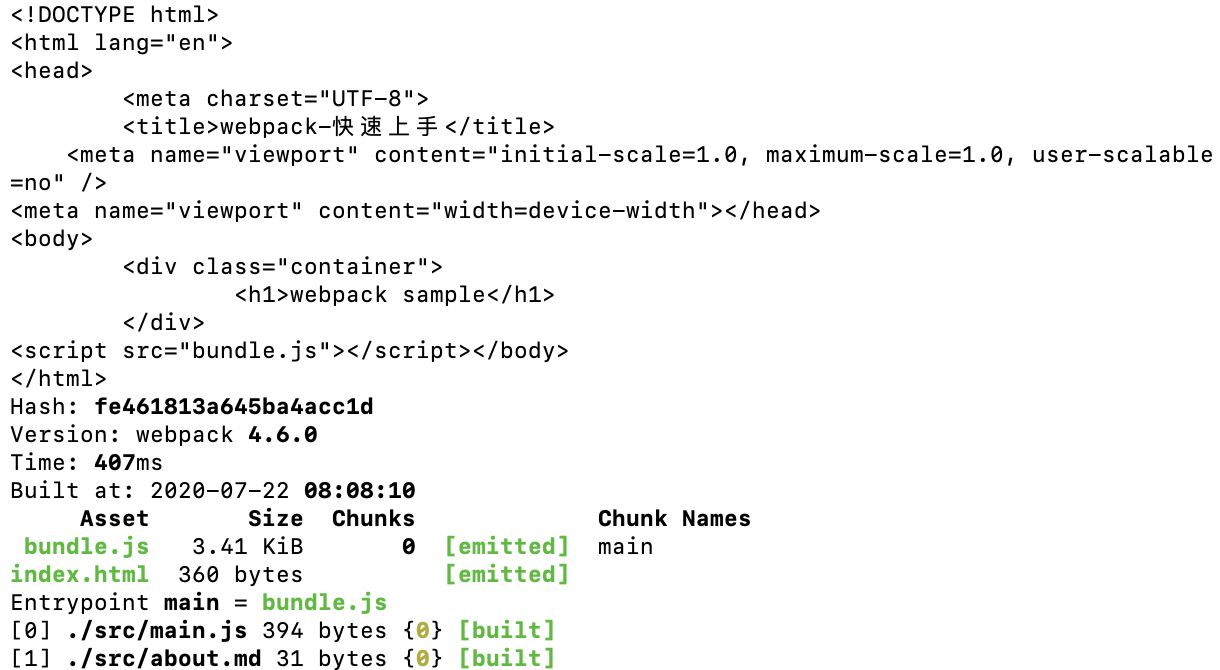 <!DOCTYPE html>
<html lang="en">
<head>
        <meta charset="UTF-8">
        <title>webpack-快速上手</title>
    <meta name="viewport" content="initial-scale=1.0, maximum-scale=1.0, user-scalable
=no" />
<meta name="viewport" content="width=device-width"></head>
<body>
        <div class="container">
                <h1>webpack sample</h1>
        </div>
<script src="bundle.js"></script></body>
</html>
Hash: fe461813a645ba4acc1d
Version: webpack 4.6.0
Time: 407ms
Built at: 2020-07-22 08:08:10
     Asset       Size  Chunks             Chunk Names
 bundle.js   3.41 KiB       0  [emitted]  main
index.html  360 bytes          [emitted]
Entrypoint main = bundle.js
[0] ./src/main.js 394 bytes {0} [built]
[1] ./src/about.md 31 bytes {0} [built]